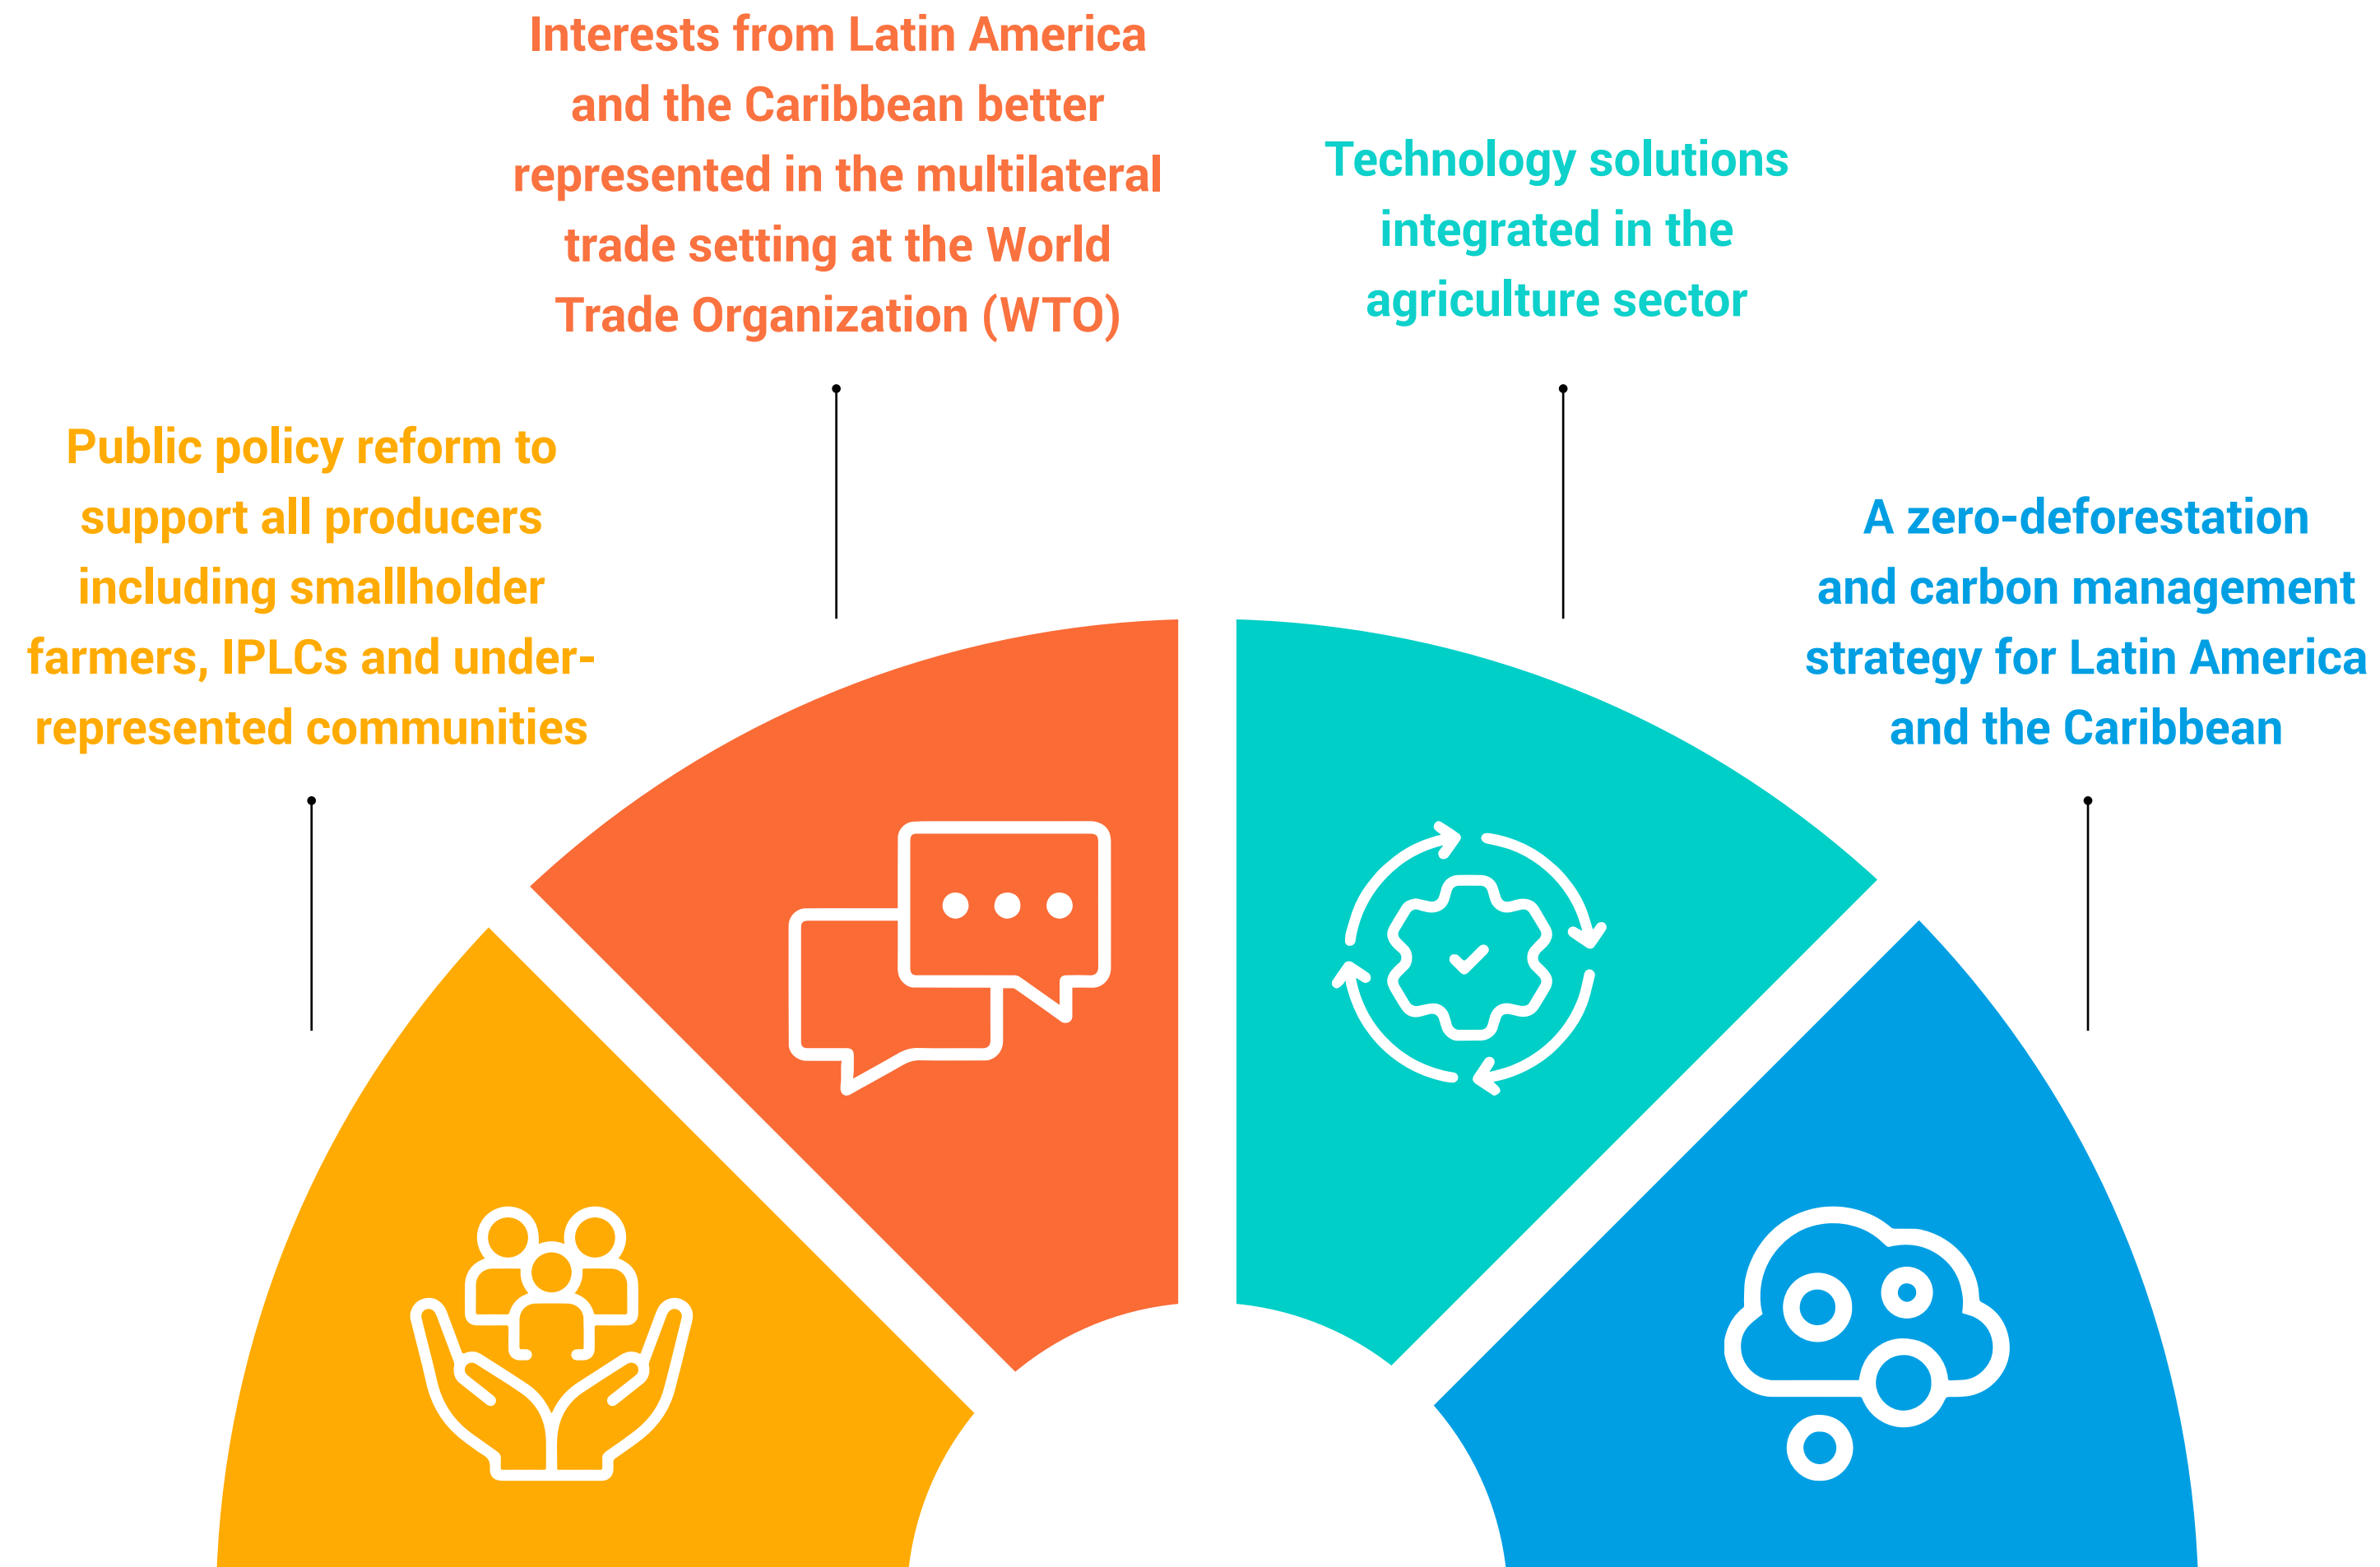 Interests from Latin America
and the Caribbean better
represented in the multilateral
trade setting at the World
Trade Organization (WTO)
Technology solutions
integrated in the
agriculture sector
Public policy reform to
support all producers
including smallholder
farmers, IPLCs and under-
represented communities
A zero-deforestation
and carbon management
strategy for Latin America
and the Caribbean